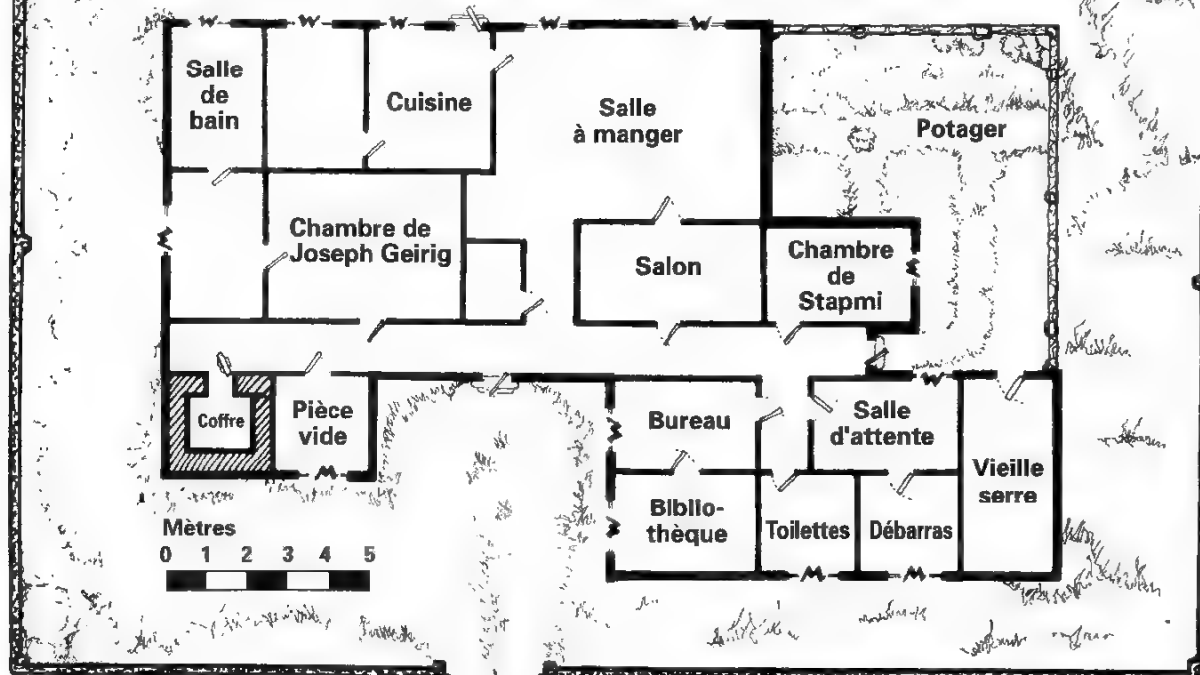 Salle
de
bain
Cuisine
Salle
à manger
Potager
Chambre de
Joseph Geirig
Salon
Chambre
de
Stapmi
Coffre
Pièce
vide
Bureau
Salle
d'attente
Vieille
serre
Biblio-
thèque
Toilettes
Débarras
Mètres
0 1 2 3 4 5